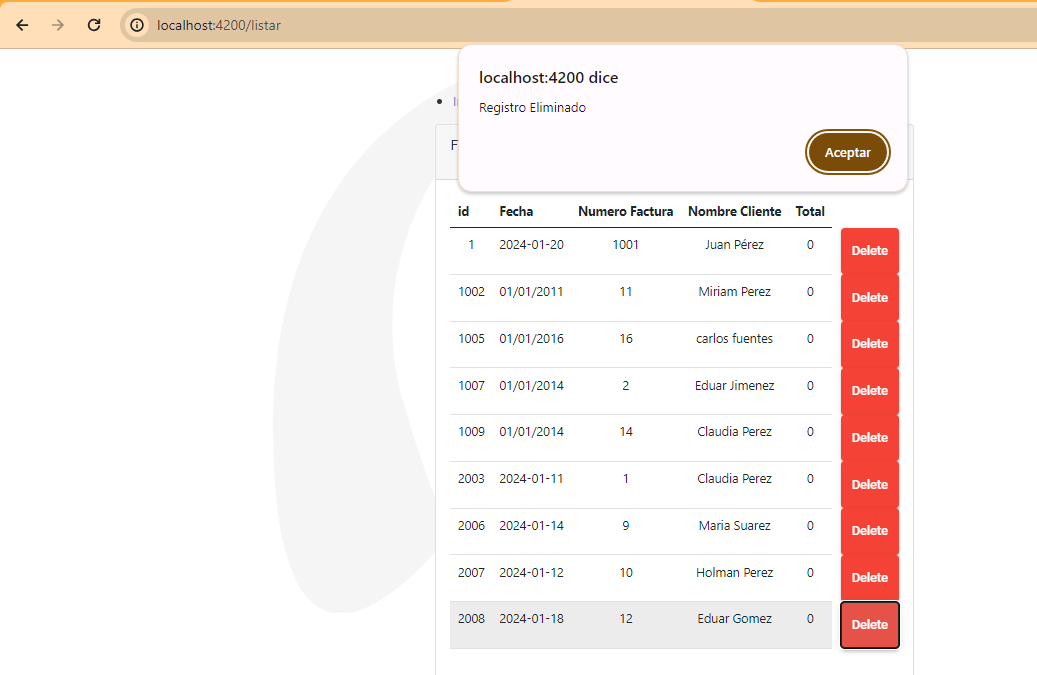 localhost:4200/listar
localhost:4200 dice
Registro Eliminado
Aceptar
id Fecha Numero Factura Nombre Cliente Total
1 2024-01-20 1001 Juan Pérez 0 Delete
1002 01/01/2011 11 Miriam Perez 0 Delete
1005 01/01/2016 16 carlos fuentes 0 Delete
1007 01/01/2014 2 Eduar Jimenez 0 Delete
1009 01/01/2014 14 Claudia Perez 0 Delete
2003 2024-01-11 1 Claudia Perez 0 Delete
2006 2024-01-14 9 Maria Suarez 0 Delete
2007 2024-01-12 10 Holman Perez 0 Delete
2008 2024-01-18 12 Eduar Gomez 0 Delete